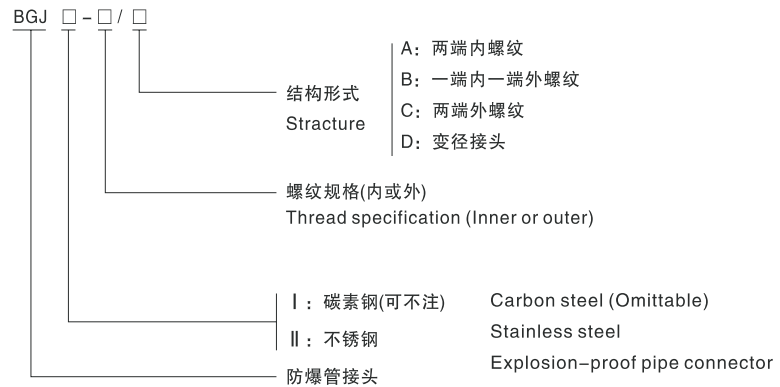 BGJ □-□/□
A：两端内螺纹
结构形式
B：一端内一端外螺纹
Stracture
C：两端外螺纹
D：变径接头
螺纹规格(内或外)
Thread specification (Inner or outer)
Ⅰ：碳素钢(可不注) Carbon steel (Omittable)
Ⅱ：不锈钢 Stainless steel
防爆管接头 Explosion-proof pipe connector